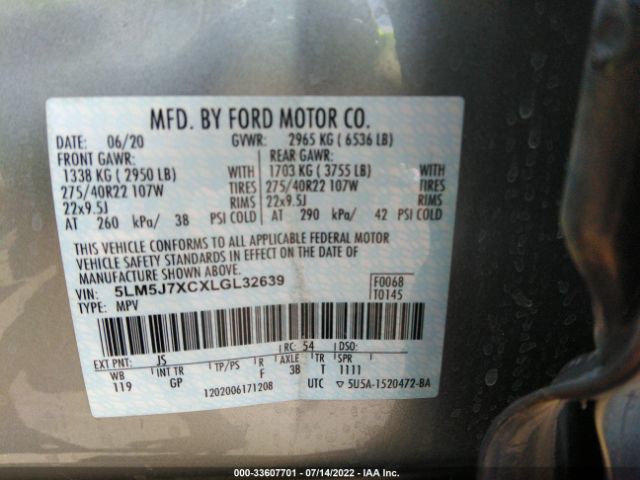 MFD. BY FORD MOTOR CO.
DATE: 06/20 GVWR: 2965 KG ( 6536 LB)
FRONT GAWR: REAR GAWR:
1338 KG ( 2950 LB) WITH 1703 KG ( 3755 LB) WITH
275/40R22 107W TIRES 275/40R22 107W TIRES
22x9.5J RIMS 22x9.5J RIMS
AT 260 kPa/ 38 PSI COLD AT 290 kPa/ 42 PSI COLD
THIS VEHICLE CONFORMS TO ALL APPLICABLE FEDERAL MOTOR
VEHICLE SAFETY STANDARDS IN EFFECT ON THE DATE OF
MANUFACTURE SHOWN ABOVE.
VIN: 5LM5J7XCXLGL32639 F0068
TYPE: MPV T0145
EXT PNT: JS RC: 54 DSO:
WB INT TR TP/PS R AXLE TR SPR
119 GP F 3B T 1111
1202006171208 UTC ▽5U5A-1520472-BA
000-33607701 - 07/14/2022 - IAA Inc.